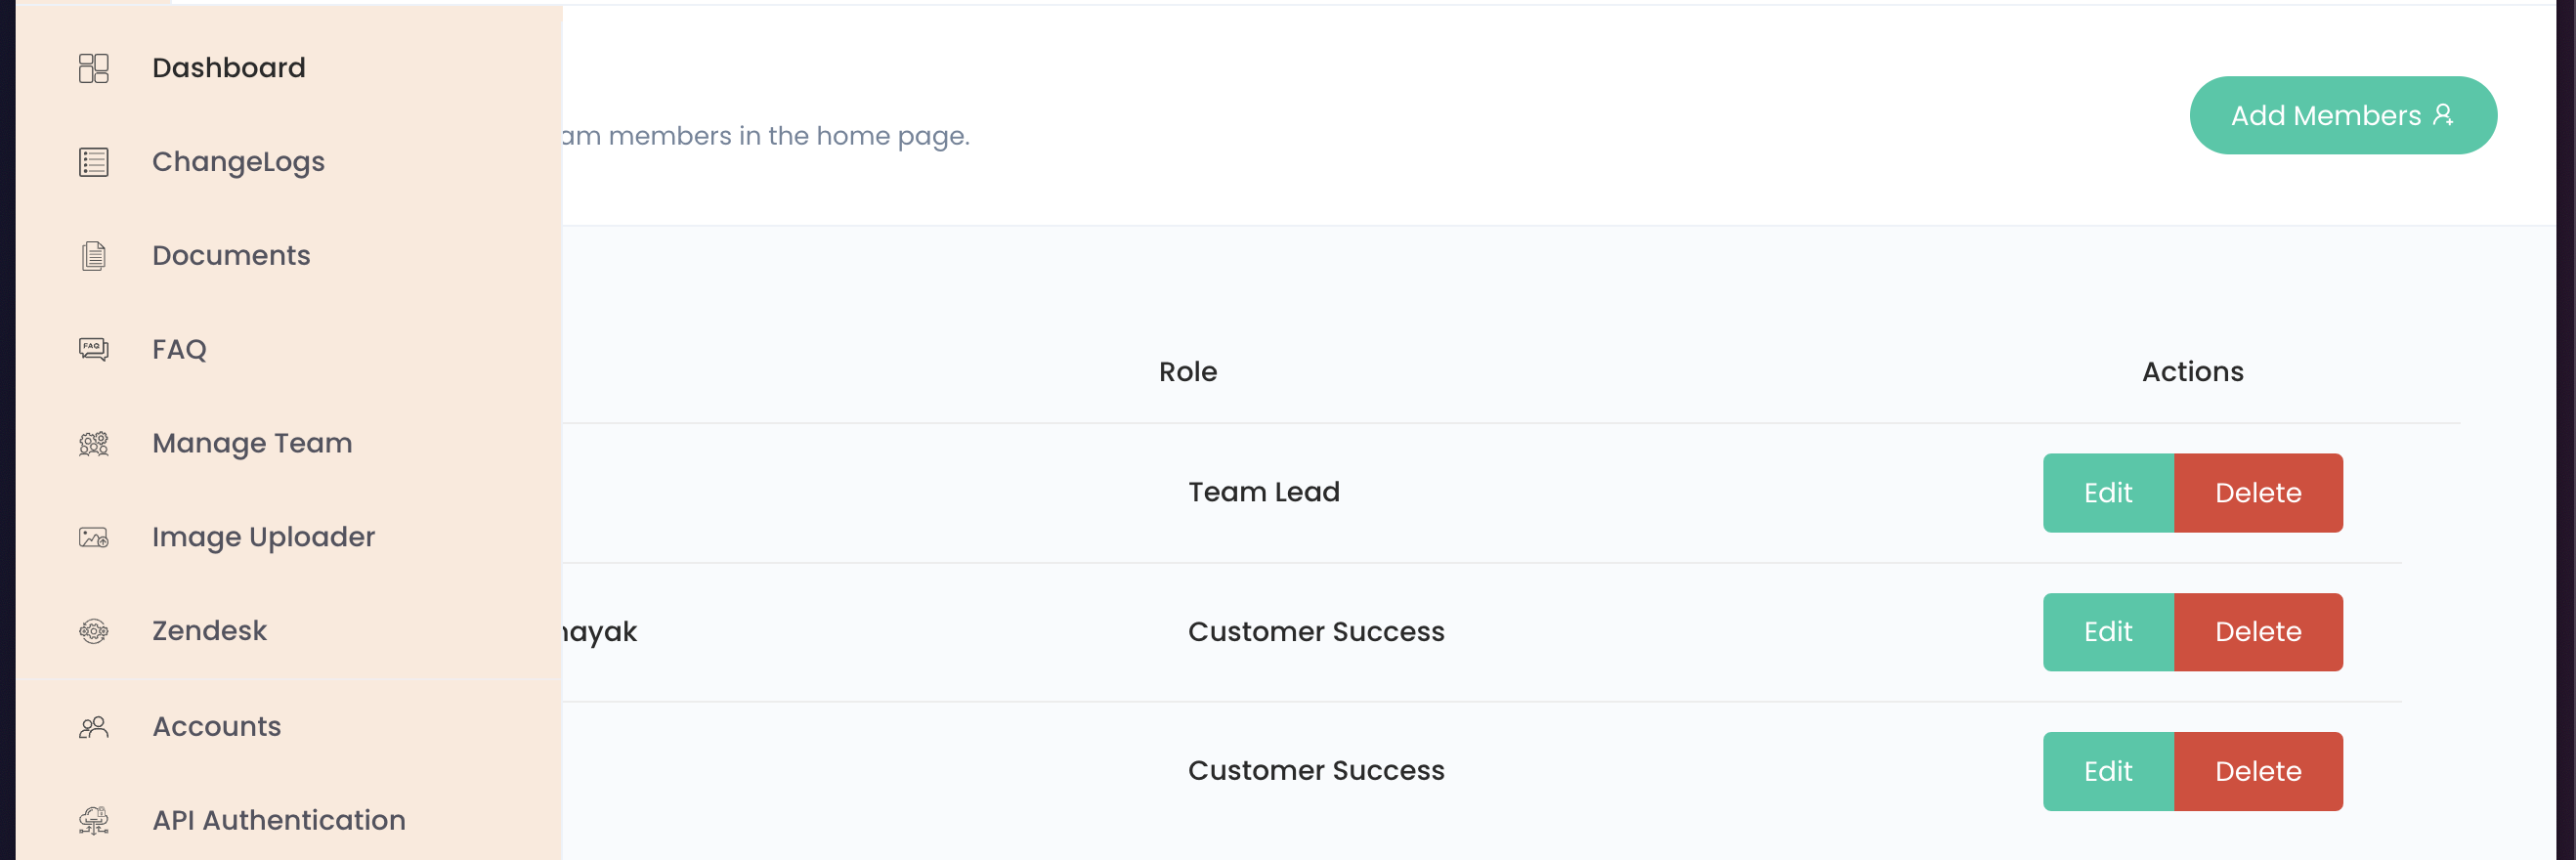 Dashboard
ChangeLogs
Documents
FAQ
Manage Team
Image Uploader
Zendesk
Accounts
API Authentication
am members in the home page.
Add Members
Role Actions
Team Lead Edit Delete
nayak Customer Success Edit Delete
Customer Success Edit Delete